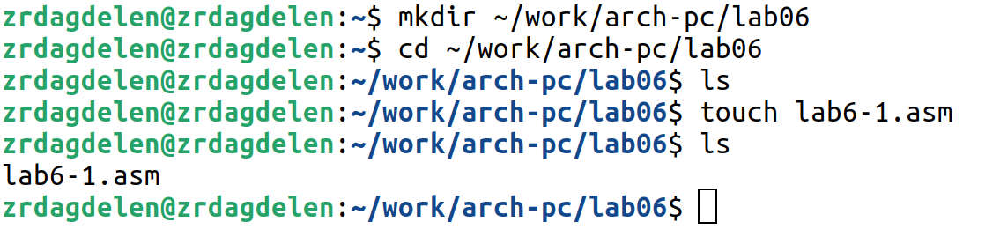 zrdagdelen@zrdagdelen:~$ mkdir ~/work/arch-pc/lab06
zrdagdelen@zrdagdelen:~$ cd ~/work/arch-pc/lab06
zrdagdelen@zrdagdelen:~/work/arch-pc/lab06$ ls
zrdagdelen@zrdagdelen:~/work/arch-pc/lab06$ touch lab6-1.asm
zrdagdelen@zrdagdelen:~/work/arch-pc/lab06$ ls
lab6-1.asm
zrdagdelen@zrdagdelen:~/work/arch-pc/lab06$